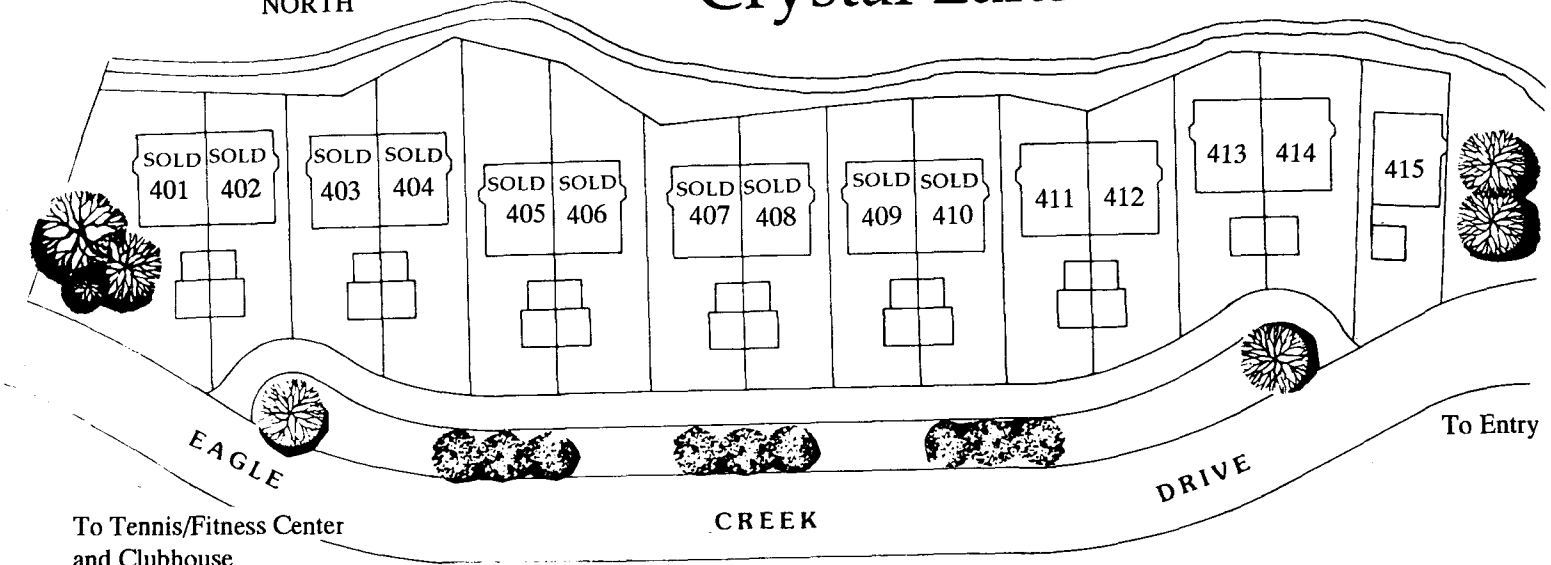 NORTH
SOLD SOLD
401 402
SOLD SOLD
403 404
SOLD SOLD
405 406
SOLD SOLD
407 408
SOLD SOLD
409 410
411 412
413 414
415
EAGLE
CREEK
DRIVE
To Entry
To Tennis/Fitness Center
and Clubhouse